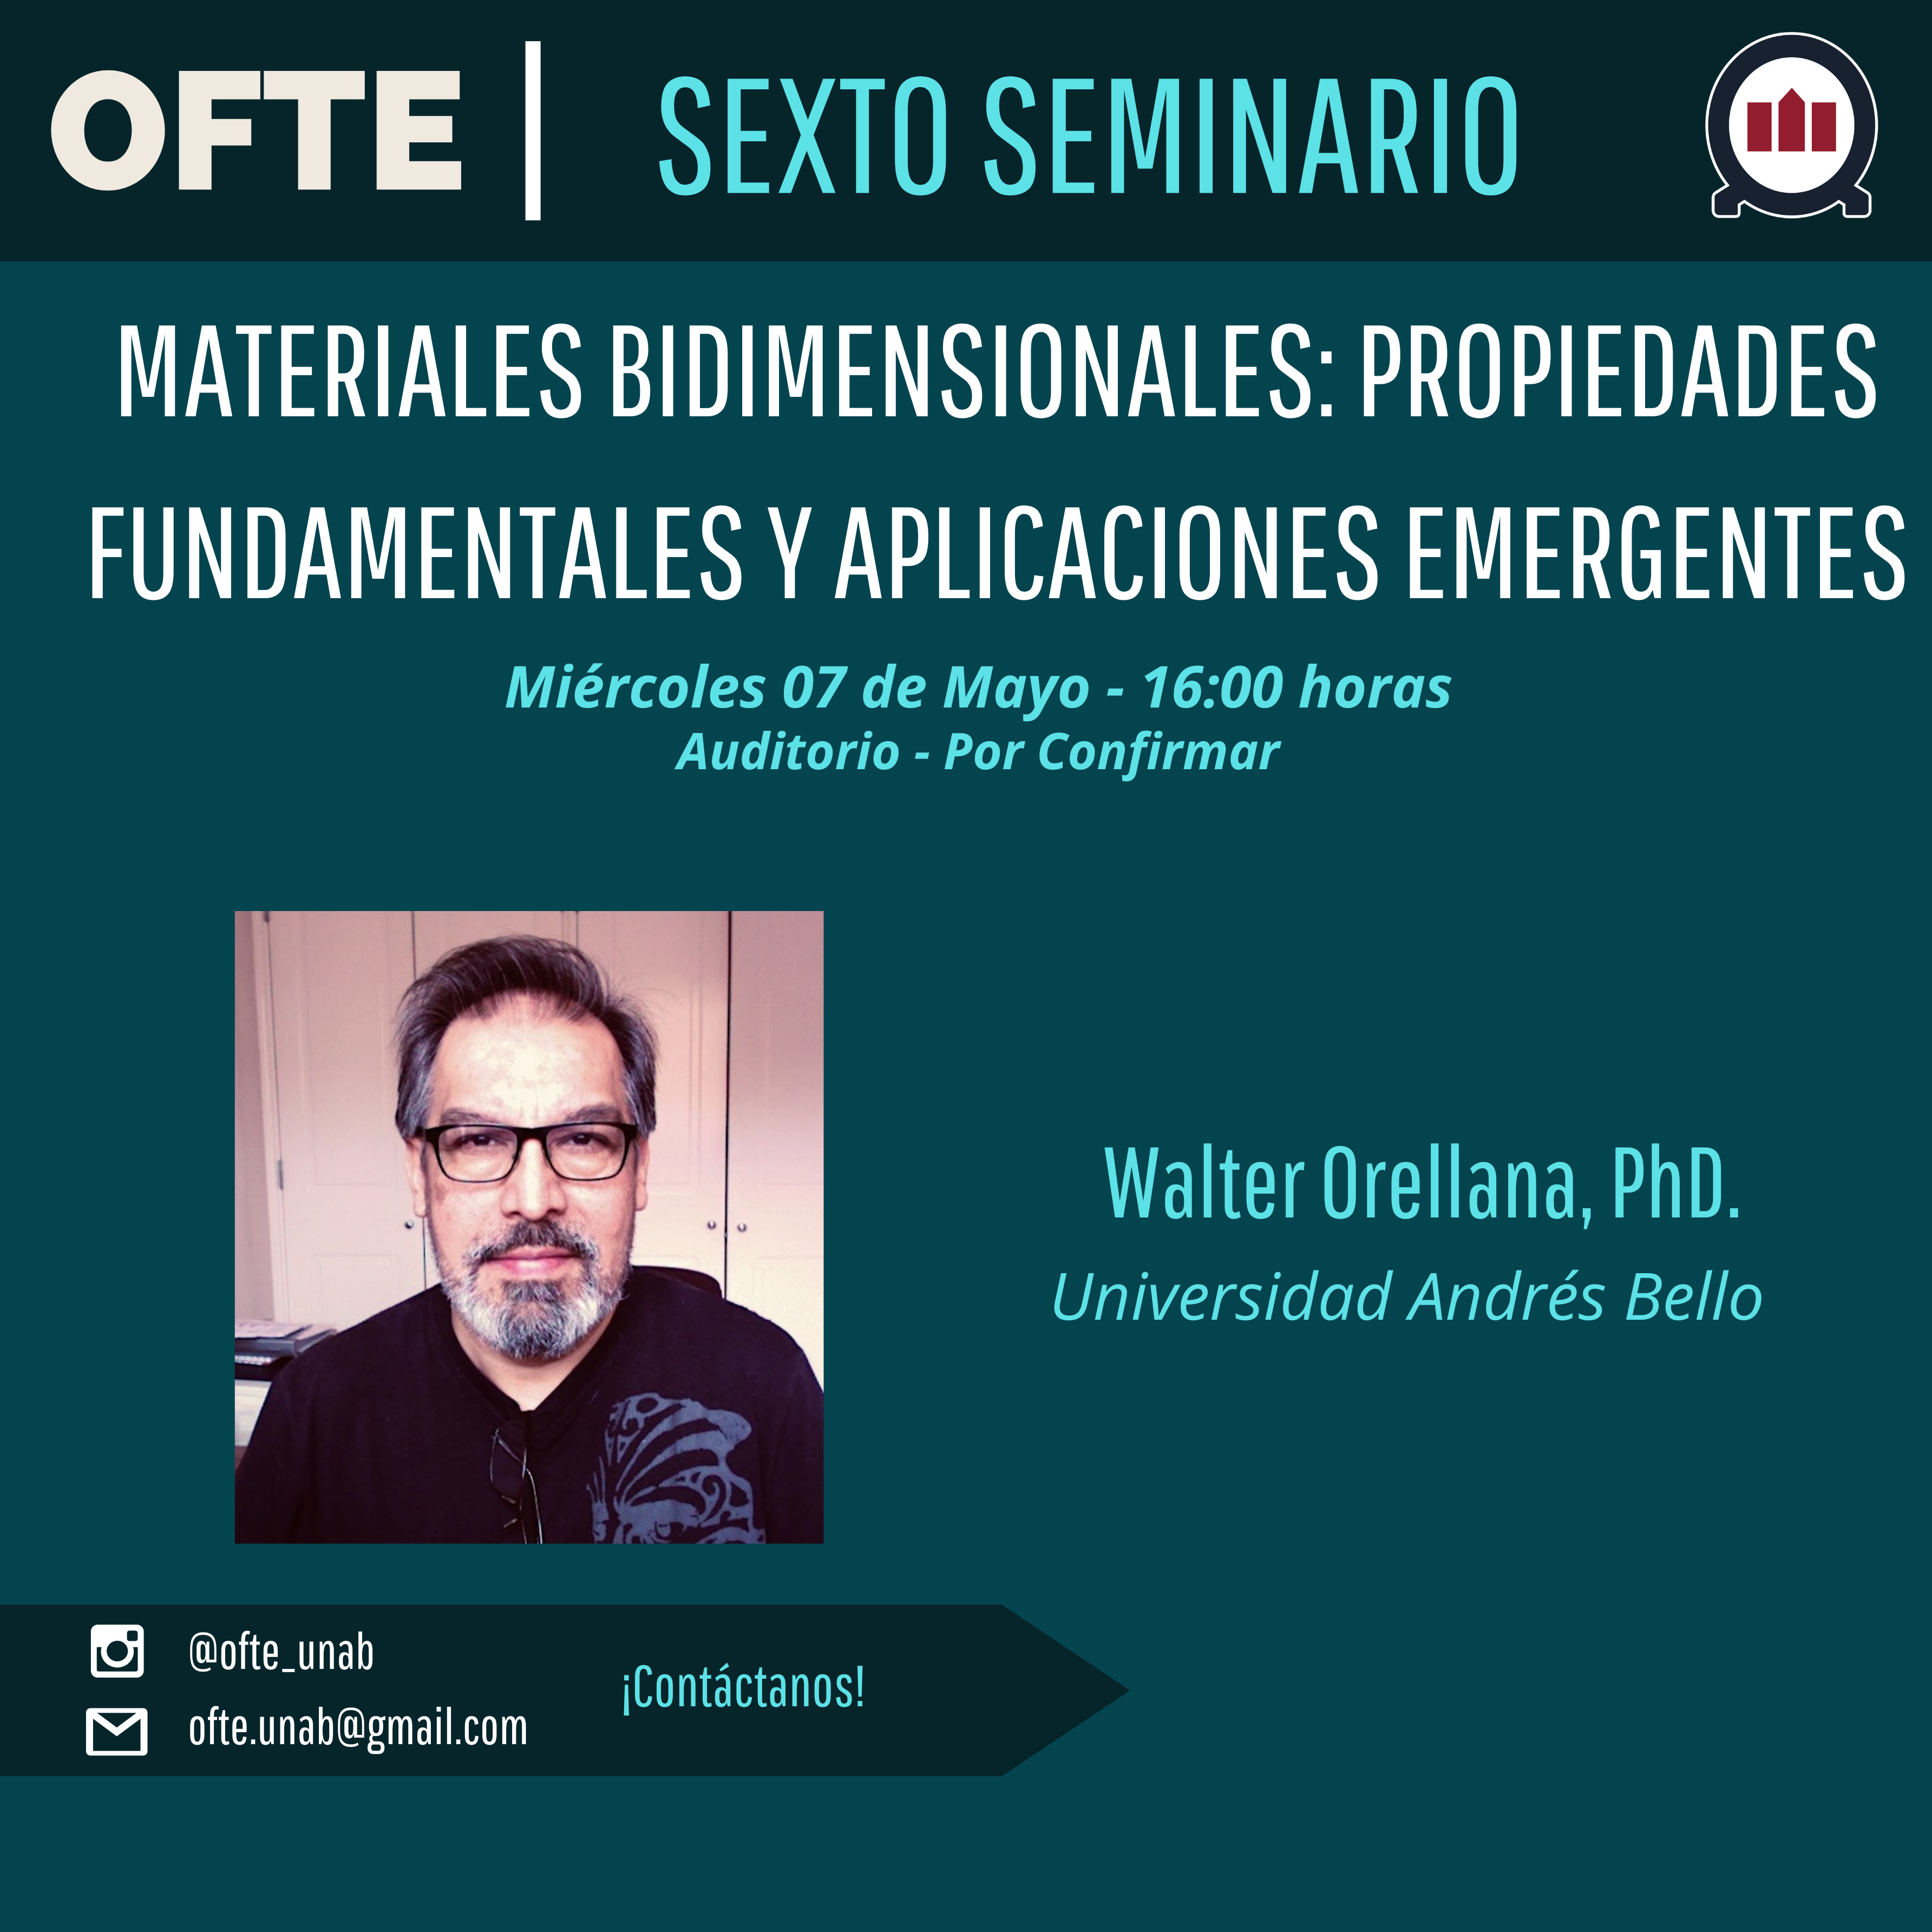 OFTE
SEXTO SEMINARIO
MATERIALES BIDIMENSIONALES: PROPIEDADES
FUNDAMENTALES Y APLICACIONES EMERGENTES
Miércoles 07 de Mayo - 16:00 horas
Auditorio - Por Confirmar
Walter Orellana, PhD.
Universidad Andrés Bello
@ofte_unab
ofte.unab@gmail.com
¡Contáctanos!